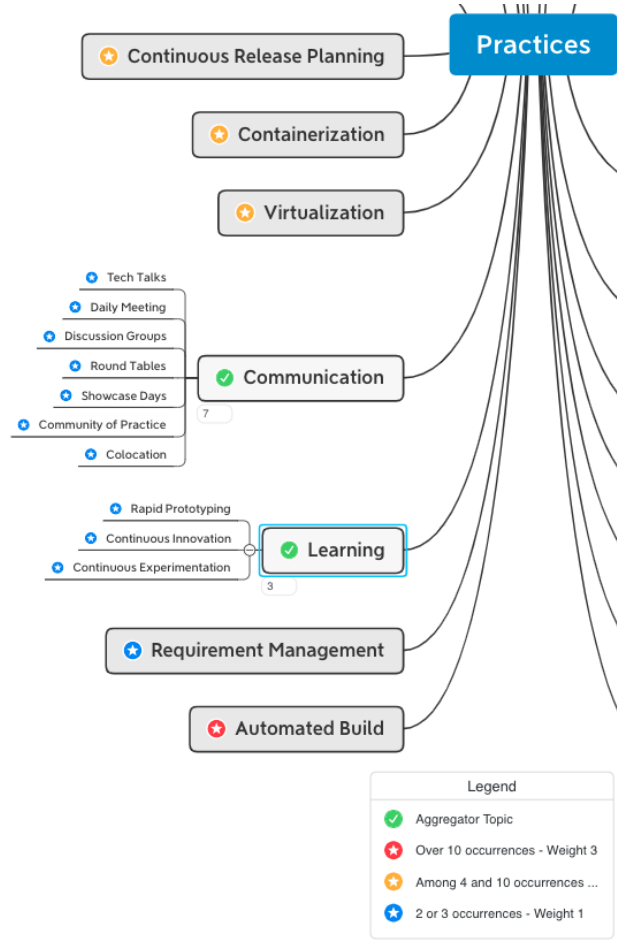 Practices
Continuous Release Planning
Containerization
Virtualization
Tech Talks
Daily Meeting
Discussion Groups
Round Tables
Showcase Days
Community of Practice
Colocation
Communication
7
Rapid Prototyping
Continuous Innovation
Continuous Experimentation
Learning
3
Requirement Management
Automated Build
Legend
Aggregator Topic
Over 10 occurrences - Weight 3
Among 4 and 10 occurrences ...
2 or 3 occurrences - Weight 1